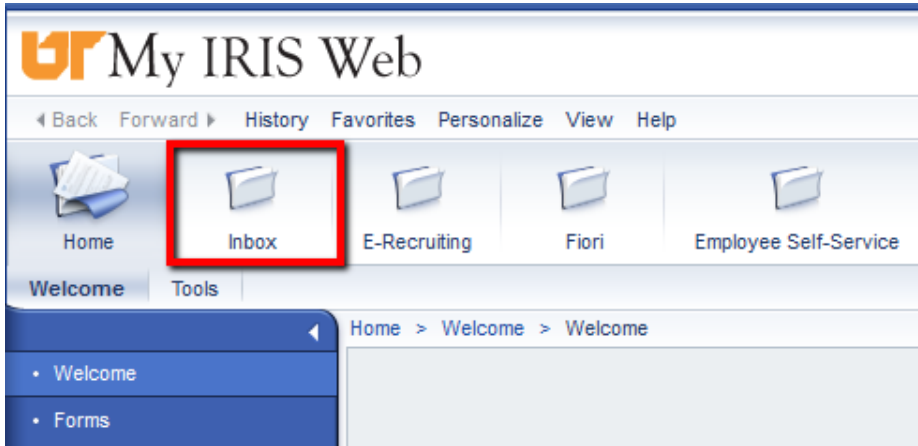 UT My IRIS Web
Back Forward History Favorites Personalize View Help
Home Inbox E-Recruiting Fiori Employee Self-Service
Welcome Tools
Home > Welcome > Welcome
• Welcome
• Forms